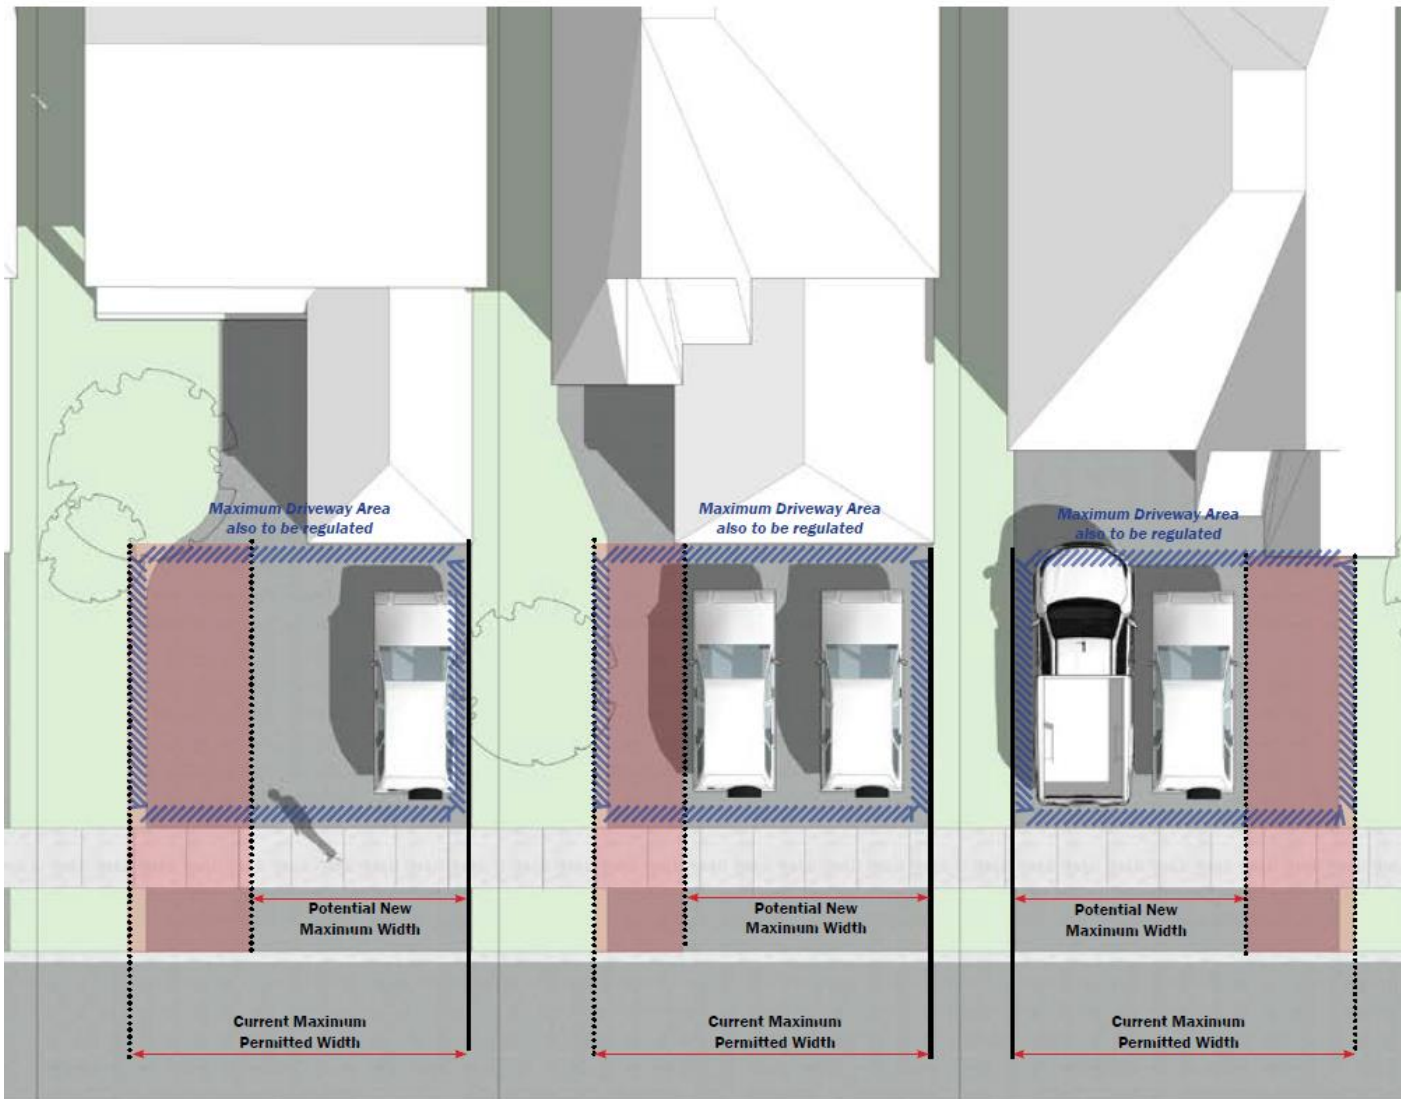 Maximum Driveway Area
also to be regulated
Maximum Driveway Area
also to be regulated
Maximum Driveway Area
also to be regulated
Potential New
Maximum Width
Potential New
Maximum Width
Potential New
Maximum Width
Current Maximum
Permitted Width
Current Maximum
Permitted Width
Current Maximum
Permitted Width